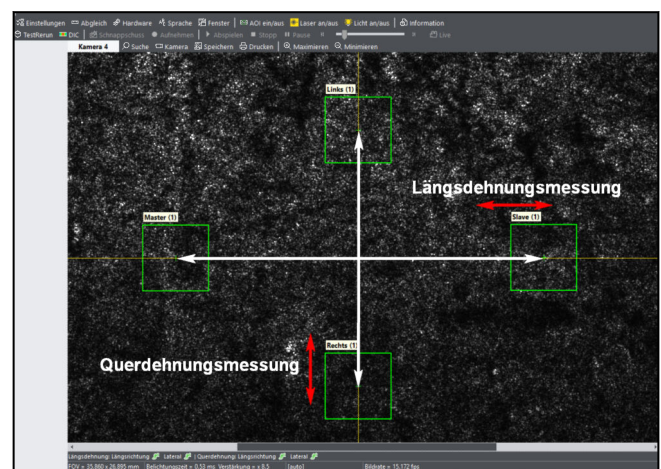 Einstellungen Abgleich Hardware Sprache Fenster AOI ein/aus Laser an/aus Licht an/aus Information
TestRerun DIC Schnappschuss Aufnehmen Abspielen Stopp Pause Live
Kamera 4 Suche Kamera Speichern Drucken Maximieren Minimieren
Links (1)
Längsdehnungsmessung
Master (1)
Slave (1)
Rechts (1)
Querdehnungsmessung
Längsdehnung: Längsrichtung Lateral | Querdehnung: Längsrichtung Lateral
FOV = 35.860 x 26.895 mm Belichtungszeit = 0.53 ms Verstärkung = x 8.5 [auto] Bildrate = 15.172 fps